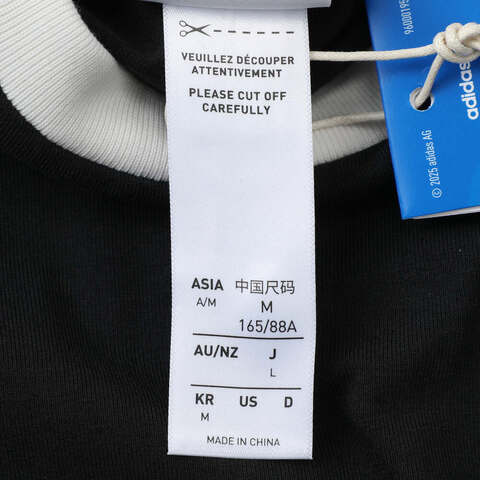 VEUILLEZ DÉCOUPER
ATTENTIVEMENT
PLEASE CUT OFF
CAREFULLY
ASIA 中国尺码
A/M M
165/88A
AU/NZ J
L
KR US D
M
MADE IN CHINA
© 2025 adidas AG
adidas